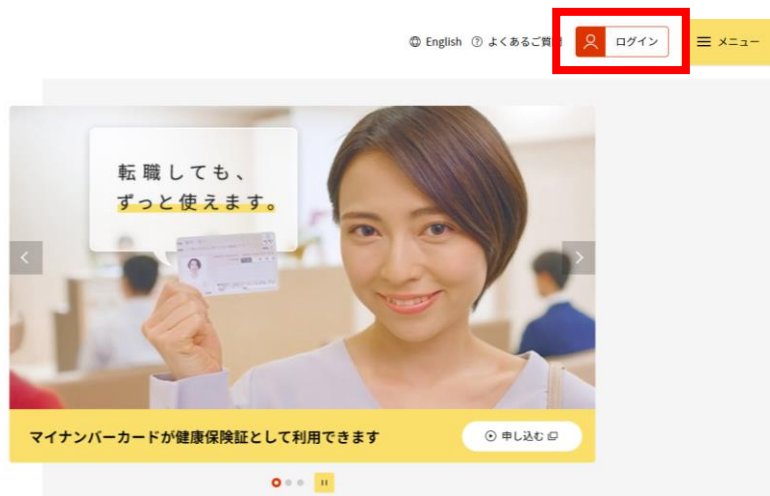 English よくあるご質 ログイン メニュー
転職しても、
ずっと使えます。
マイナンバーカードが健康保険証として利用できます 申し込む